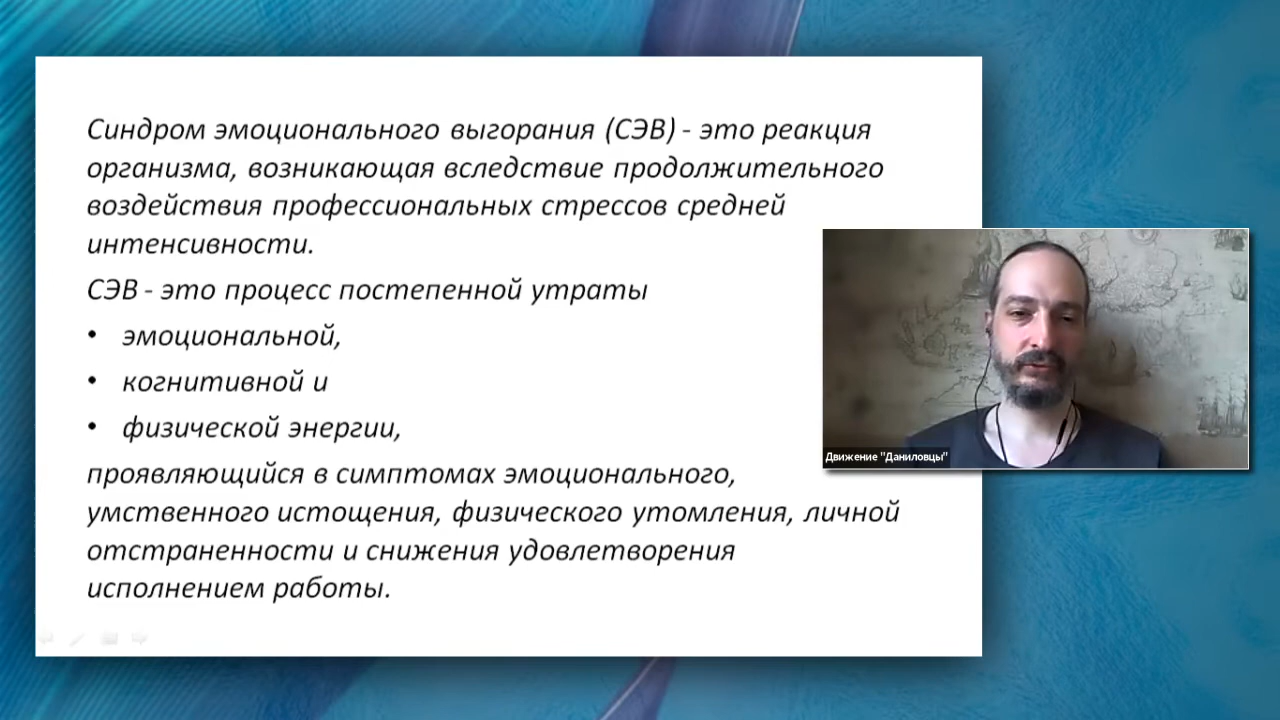 Синдром эмоционального выгорания (СЭВ) - это реакция
организма, возникающая вследствие продолжительного
воздействия профессиональных стрессов средней
интенсивности.
СЭВ - это процесс постепенной утраты
• эмоциональной,
• когнитивной и
• физической энергии,
проявляющийся в симптомах эмоционального,
умственного истощения, физического утомления, личной
отстраненности и снижения удовлетворения
исполнением работы.
Движение "Даниловцы"